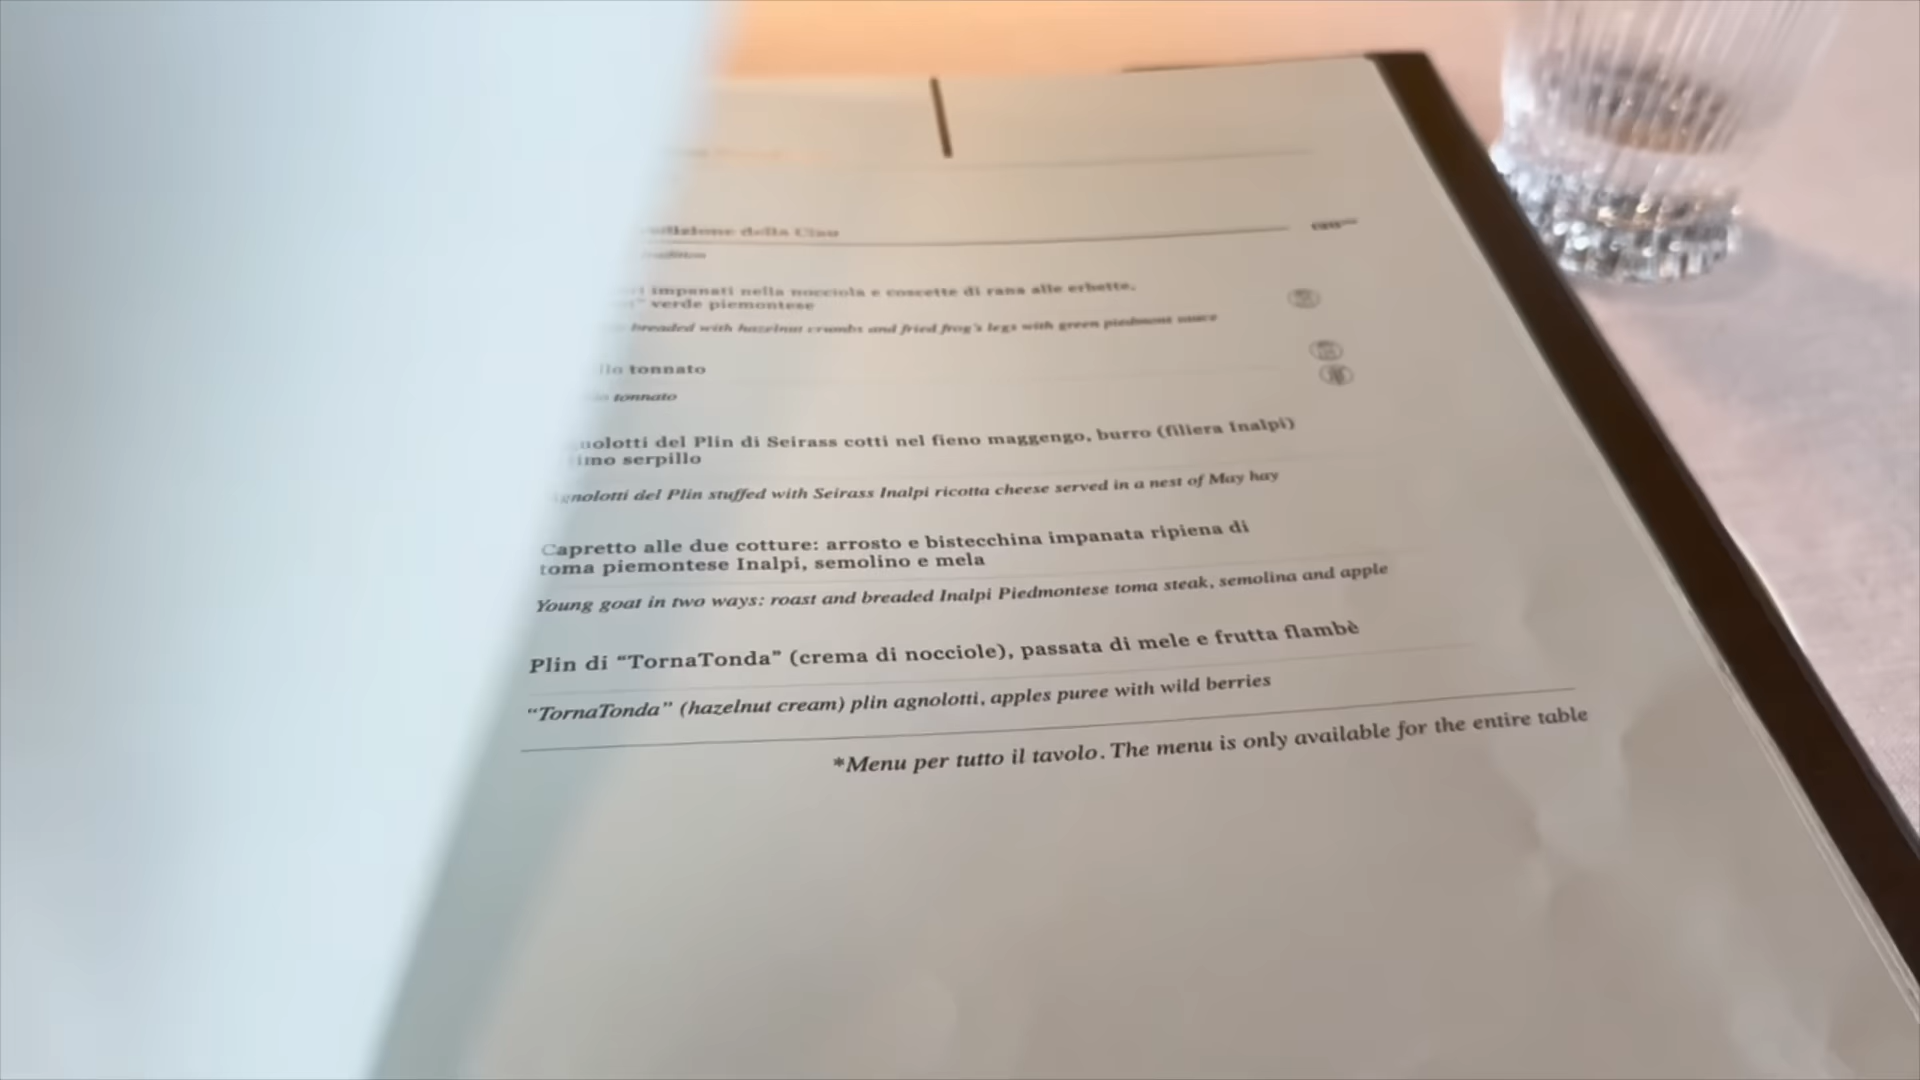 della
impanati nella nocciola e coscette di rana alle erbette,
verde piemontese
breaded with hazelnut crumbs and fried frog's legs with green piedmont sauce
tonnato
tonnato
del Plin di Seirass cotti nel fieno maggengo, burro (filiera Inalpi)
serpillo
del Plin stuffed with Seirass Inalpi ricotta cheese served in a nest of May hay
Capretto alle due cotture: arrosto e bistecchina impanata ripiena di
toma piemontese Inalpi, semolino e mela
Young goat in two ways: roast and breaded Inalpi Piedmontese toma steak, semolina and apple
Plin di “TornaTonda” (crema di nocciole), passata di mele e frutta flambè
“TornaTonda” (hazelnut cream) plin agnolotti, apples puree with wild berries
*Menu per tutto il tavolo. The menu is only available for the entire table